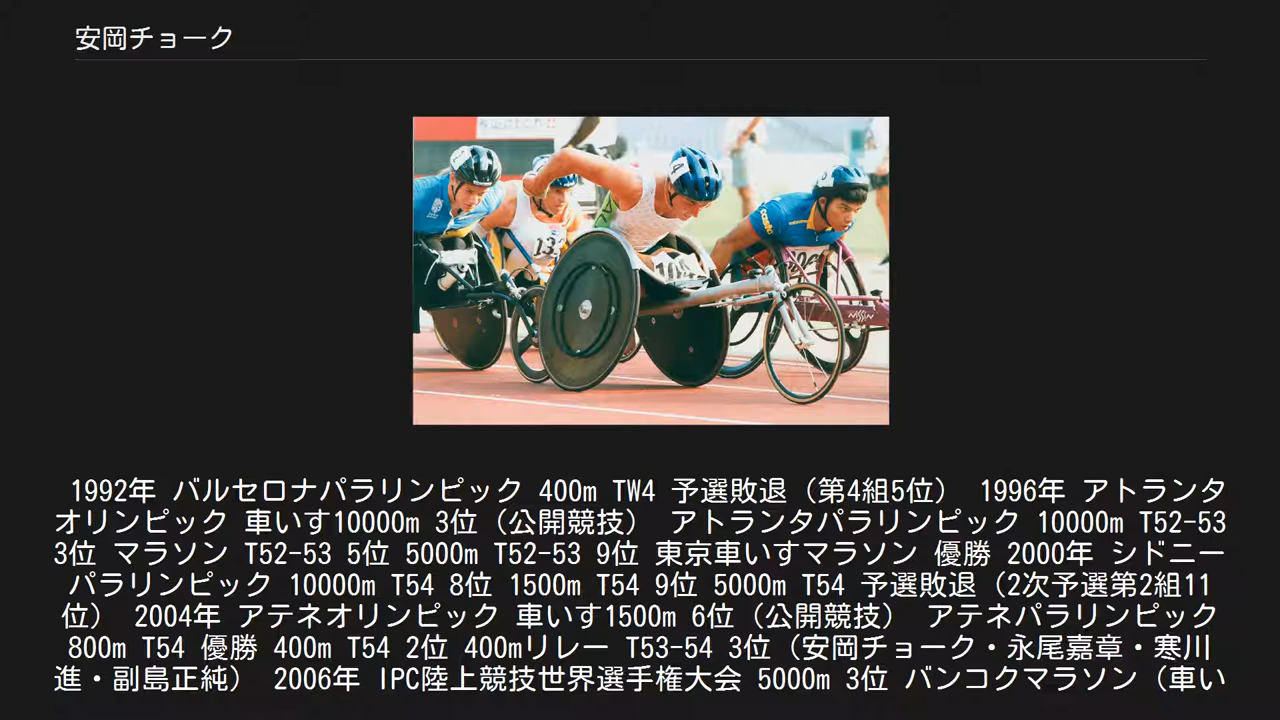 安岡チョーク
133
NISSIN
1992年 バルセロナパラリンピック 400m TW4 予選敗退（第4組5位） 1996年 アトランタ
オリンピック 車いす10000m 3位（公開競技） アトランタパラリンピック 10000m T52-53
3位 マラソン T52-53 5位 5000m T52-53 9位 東京車いすマラソン 優勝 2000年 シドニー
パラリンピック 10000m T54 8位 1500m T54 9位 5000m T54 予選敗退（2次予選第2組11
位） 2004年 アテネオリンピック 車いす1500m 6位（公開競技） アテネパラリンピック
800m T54 優勝 400m T54 2位 400mリレー T53-54 3位（安岡チョーク・永尾嘉章・寒川
進・副島正純） 2006年 IPC陸上競技世界選手権大会 5000m 3位 バンコクマラソン（車い